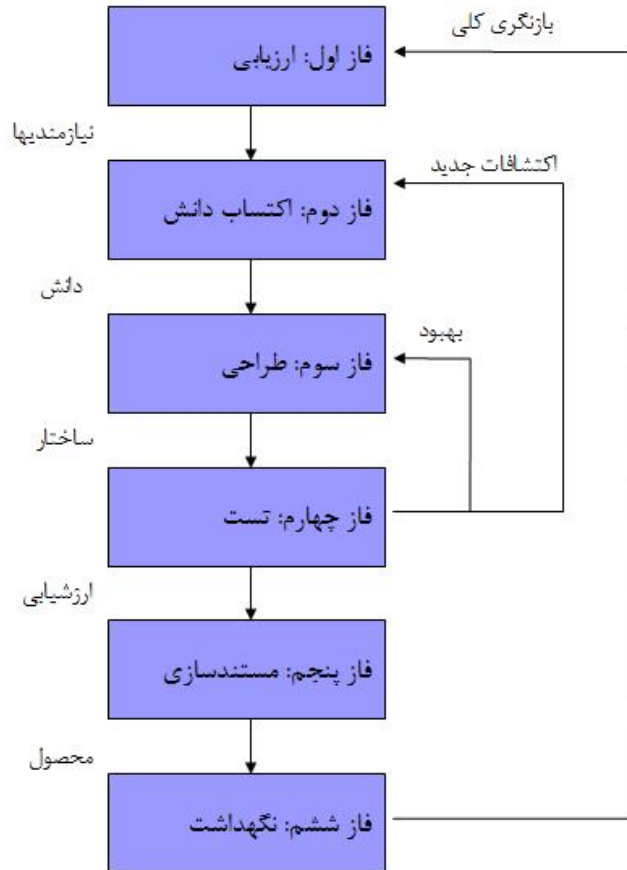 بازنگری کلی
فاز اول: ارزیابی
نیازمندیها
اکتشافات جدید
فاز دوم: اکتساب دانش
دانش
بهبود
فاز سوم: طراحی
ساختار
فاز چهارم: تست
ارزشیابی
فاز پنجم: مستندسازی
محصول
فاز ششم: نگهداشت